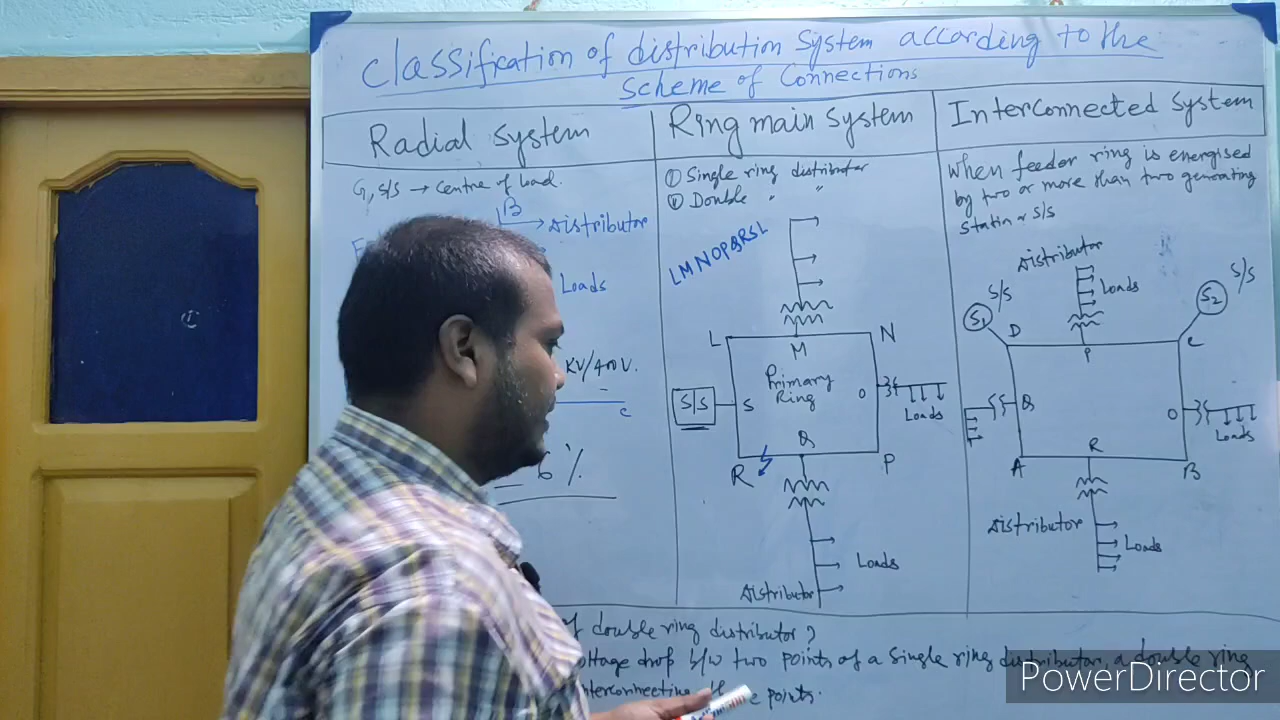 Classification of distribution System according to the
Scheme of Connections
Radial System
G, S/S → Centre of load.
B
→ Distributor
F
Loads
KV/400V.
c
= 6%
Ring main System
① Single ring distributor
② Double "
LMNOPQRSL
L
M
N
Primary
Ring
S/S
S
O
Loads
Q
R
P
Loads
Distributor
Interconnected System
When feeder ring is energised
by two or more than two generating
statin or S/S
Distributor
Loads
S/S
S1
S/S
S2
D
P
C
Q
O
Loads
A
R
B
Distributor
Loads
of double ring distributor?
voltage drop b/w two points of a Single ring distributor, a double ring
interconnecting
points.
PowerDirector